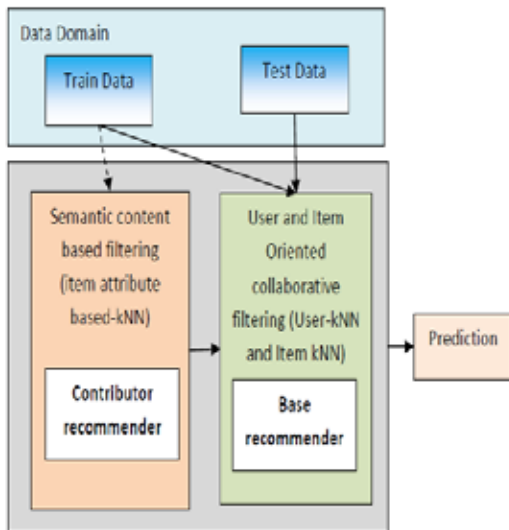 Data Domain
Train Data
Test Data
Semantic content
based filtering
(item attribute
based-kNN)
Contributor
recommender
User and Item
Oriented
collaborative
filtering (User-kNN
and Item kNN)
Base
recommender
Prediction